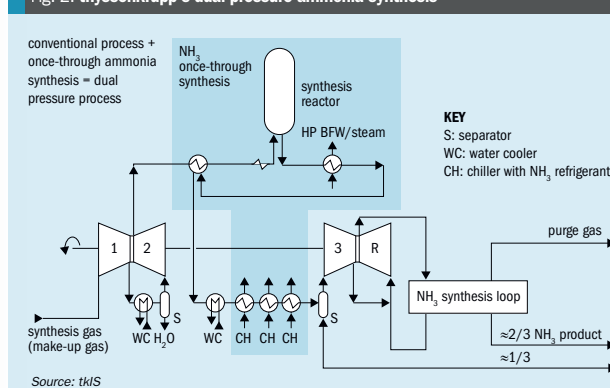 Fig. 2: thyssenkrupp's dual pressure ammonia synthesis
conventional process +
once-through ammonia
synthesis = dual
pressure process
NH₃
once-through
synthesis
synthesis
reactor
HP BFW/steam
KEY
S: separator
WC: water cooler
CH: chiller with NH₃ refrigerant
1
2
3
R
purge gas
NH₃ synthesis loop
S
S
synthesis gas
(make-up gas)
WC H₂O
WC
CH
CH
CH
≈2/3 NH₃ product
≈1/3
Source: tkIS